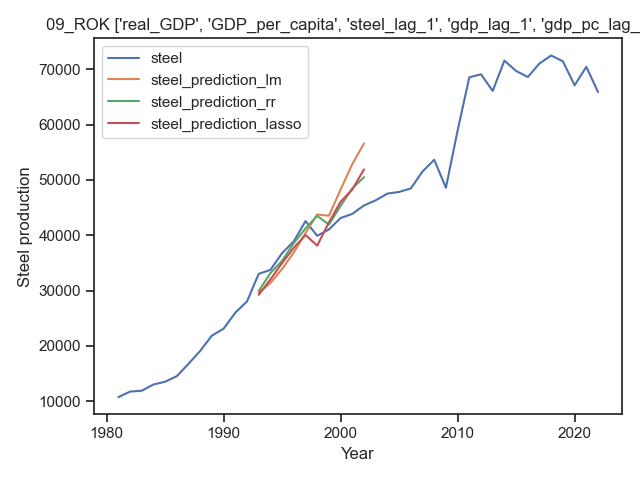 09_ROK ['real_GDP', 'GDP_per_capita', 'steel_lag_1', 'gdp_lag_1', 'gdp_pc_lag_
steel
steel_prediction_lm
steel_prediction_rr
steel_prediction_lasso
70000
60000
50000
40000
30000
20000
10000
Steel production
1980
1990
2000
2010
2020
Year